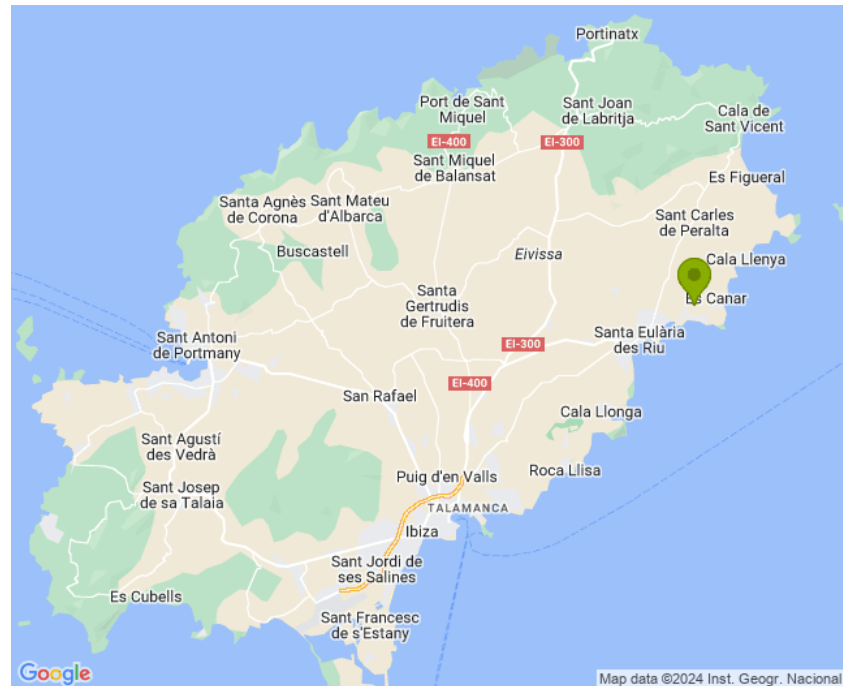 Portinatx
Port de Sant
Miquel
Sant Joan
de Labritja
Cala de
Sant Vicent
EI-400
EI-300
Sant Miquel
de Balansat
Es Figueral
Santa Agnès
de Corona
Sant Mateu
d'Albarca
Sant Carles
de Peralta
Buscastell
Eivissa
Cala Llenya
Santa
Gertrudis
de Fruitera
Es Canar
Sant Antoni
de Portmany
Santa Eulària
des Riu
EI-300
EI-400
San Rafael
Cala Llonga
Sant Agustí
des Vedrà
Roca Llisa
Puig d'en Valls
Sant Josep
de sa Talaia
TALAMANCA
Ibiza
Sant Jordi de
ses Salines
Es Cubells
Sant Francesc
de s'Estany
Google
Map data ©2024 Inst. Geogr. Nacional